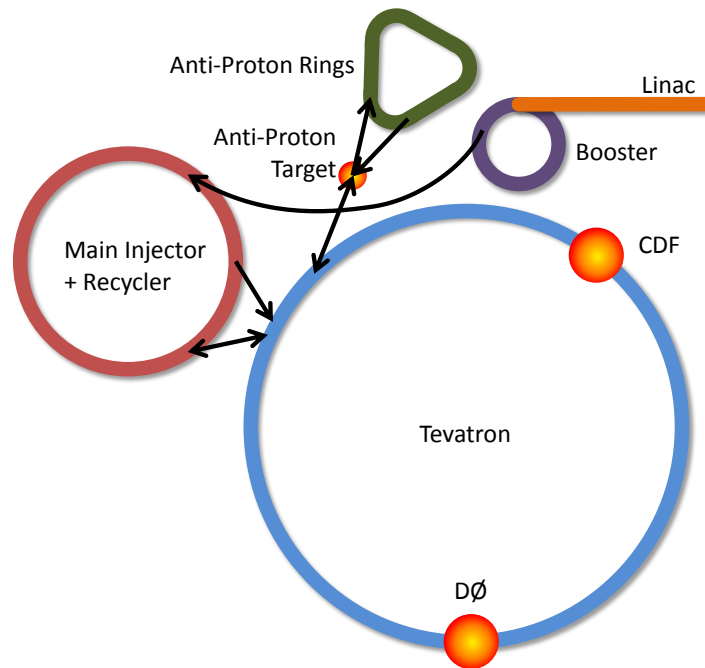 Anti-Proton Rings
Linac
Anti-Proton
Target
Booster
Main Injector
+ Recycler
CDF
Tevatron
DØ